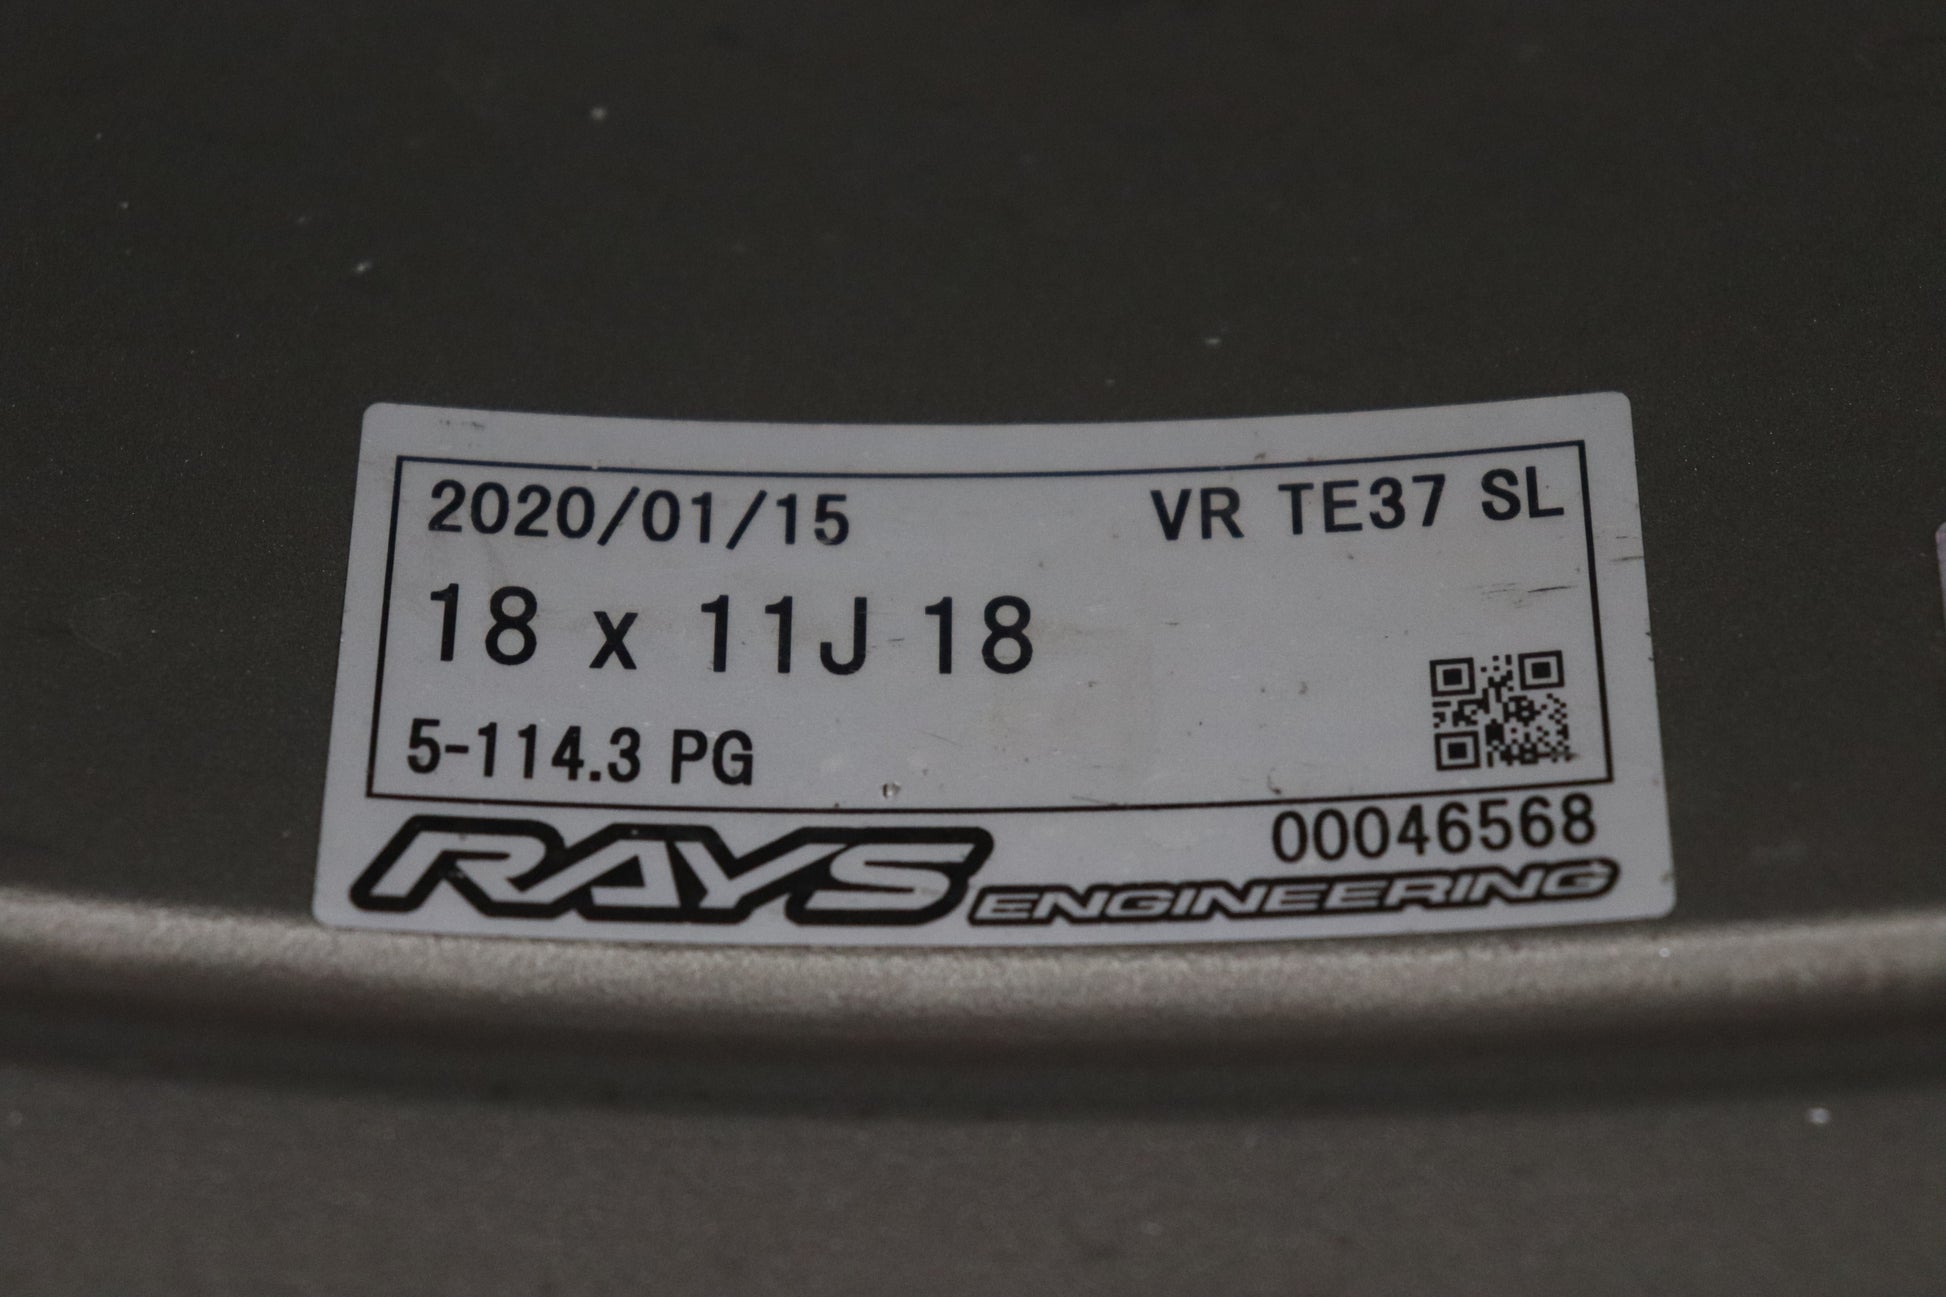 2020/01/15 VR TE37 SL
18 x 11J 18
5-114.3 PG
00046568
RAYS ENGINEERING